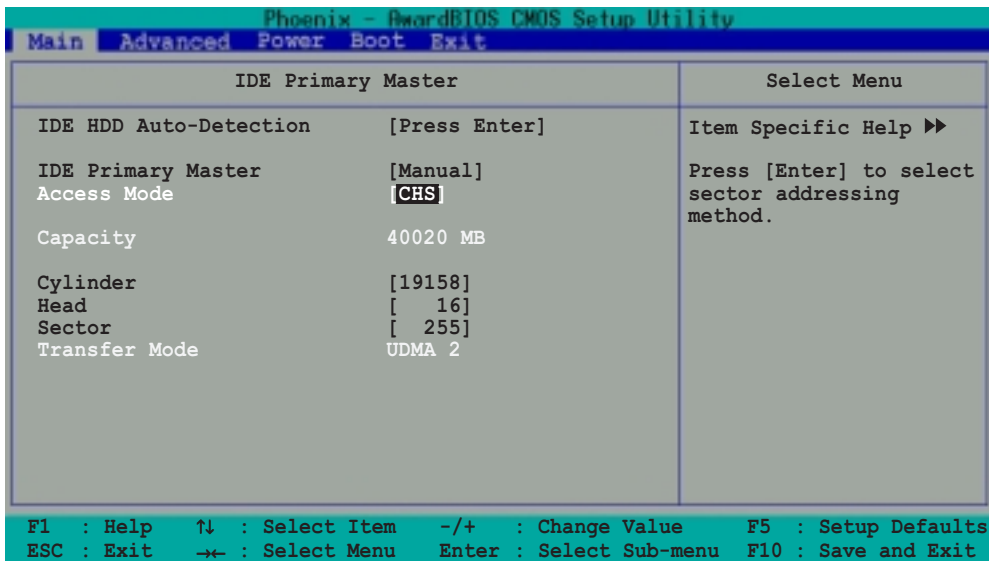 Phoenix - AwardBIOS CMOS Setup Utility
Main Advanced Power Boot Exit
IDE Primary Master
Select Menu
IDE HDD Auto-Detection [Press Enter]
Item Specific Help ▶▶
IDE Primary Master [Manual]
Press [Enter] to select
Access Mode [CHS]
sector addressing
method.
Capacity 40020 MB
Cylinder [19158]
Head [ 16]
Sector [ 255]
Transfer Mode UDMA 2
F1 : Help ↑↓ : Select Item -/+ : Change Value F5 : Setup Defaults
ESC : Exit →← : Select Menu Enter : Select Sub-menu F10 : Save and Exit